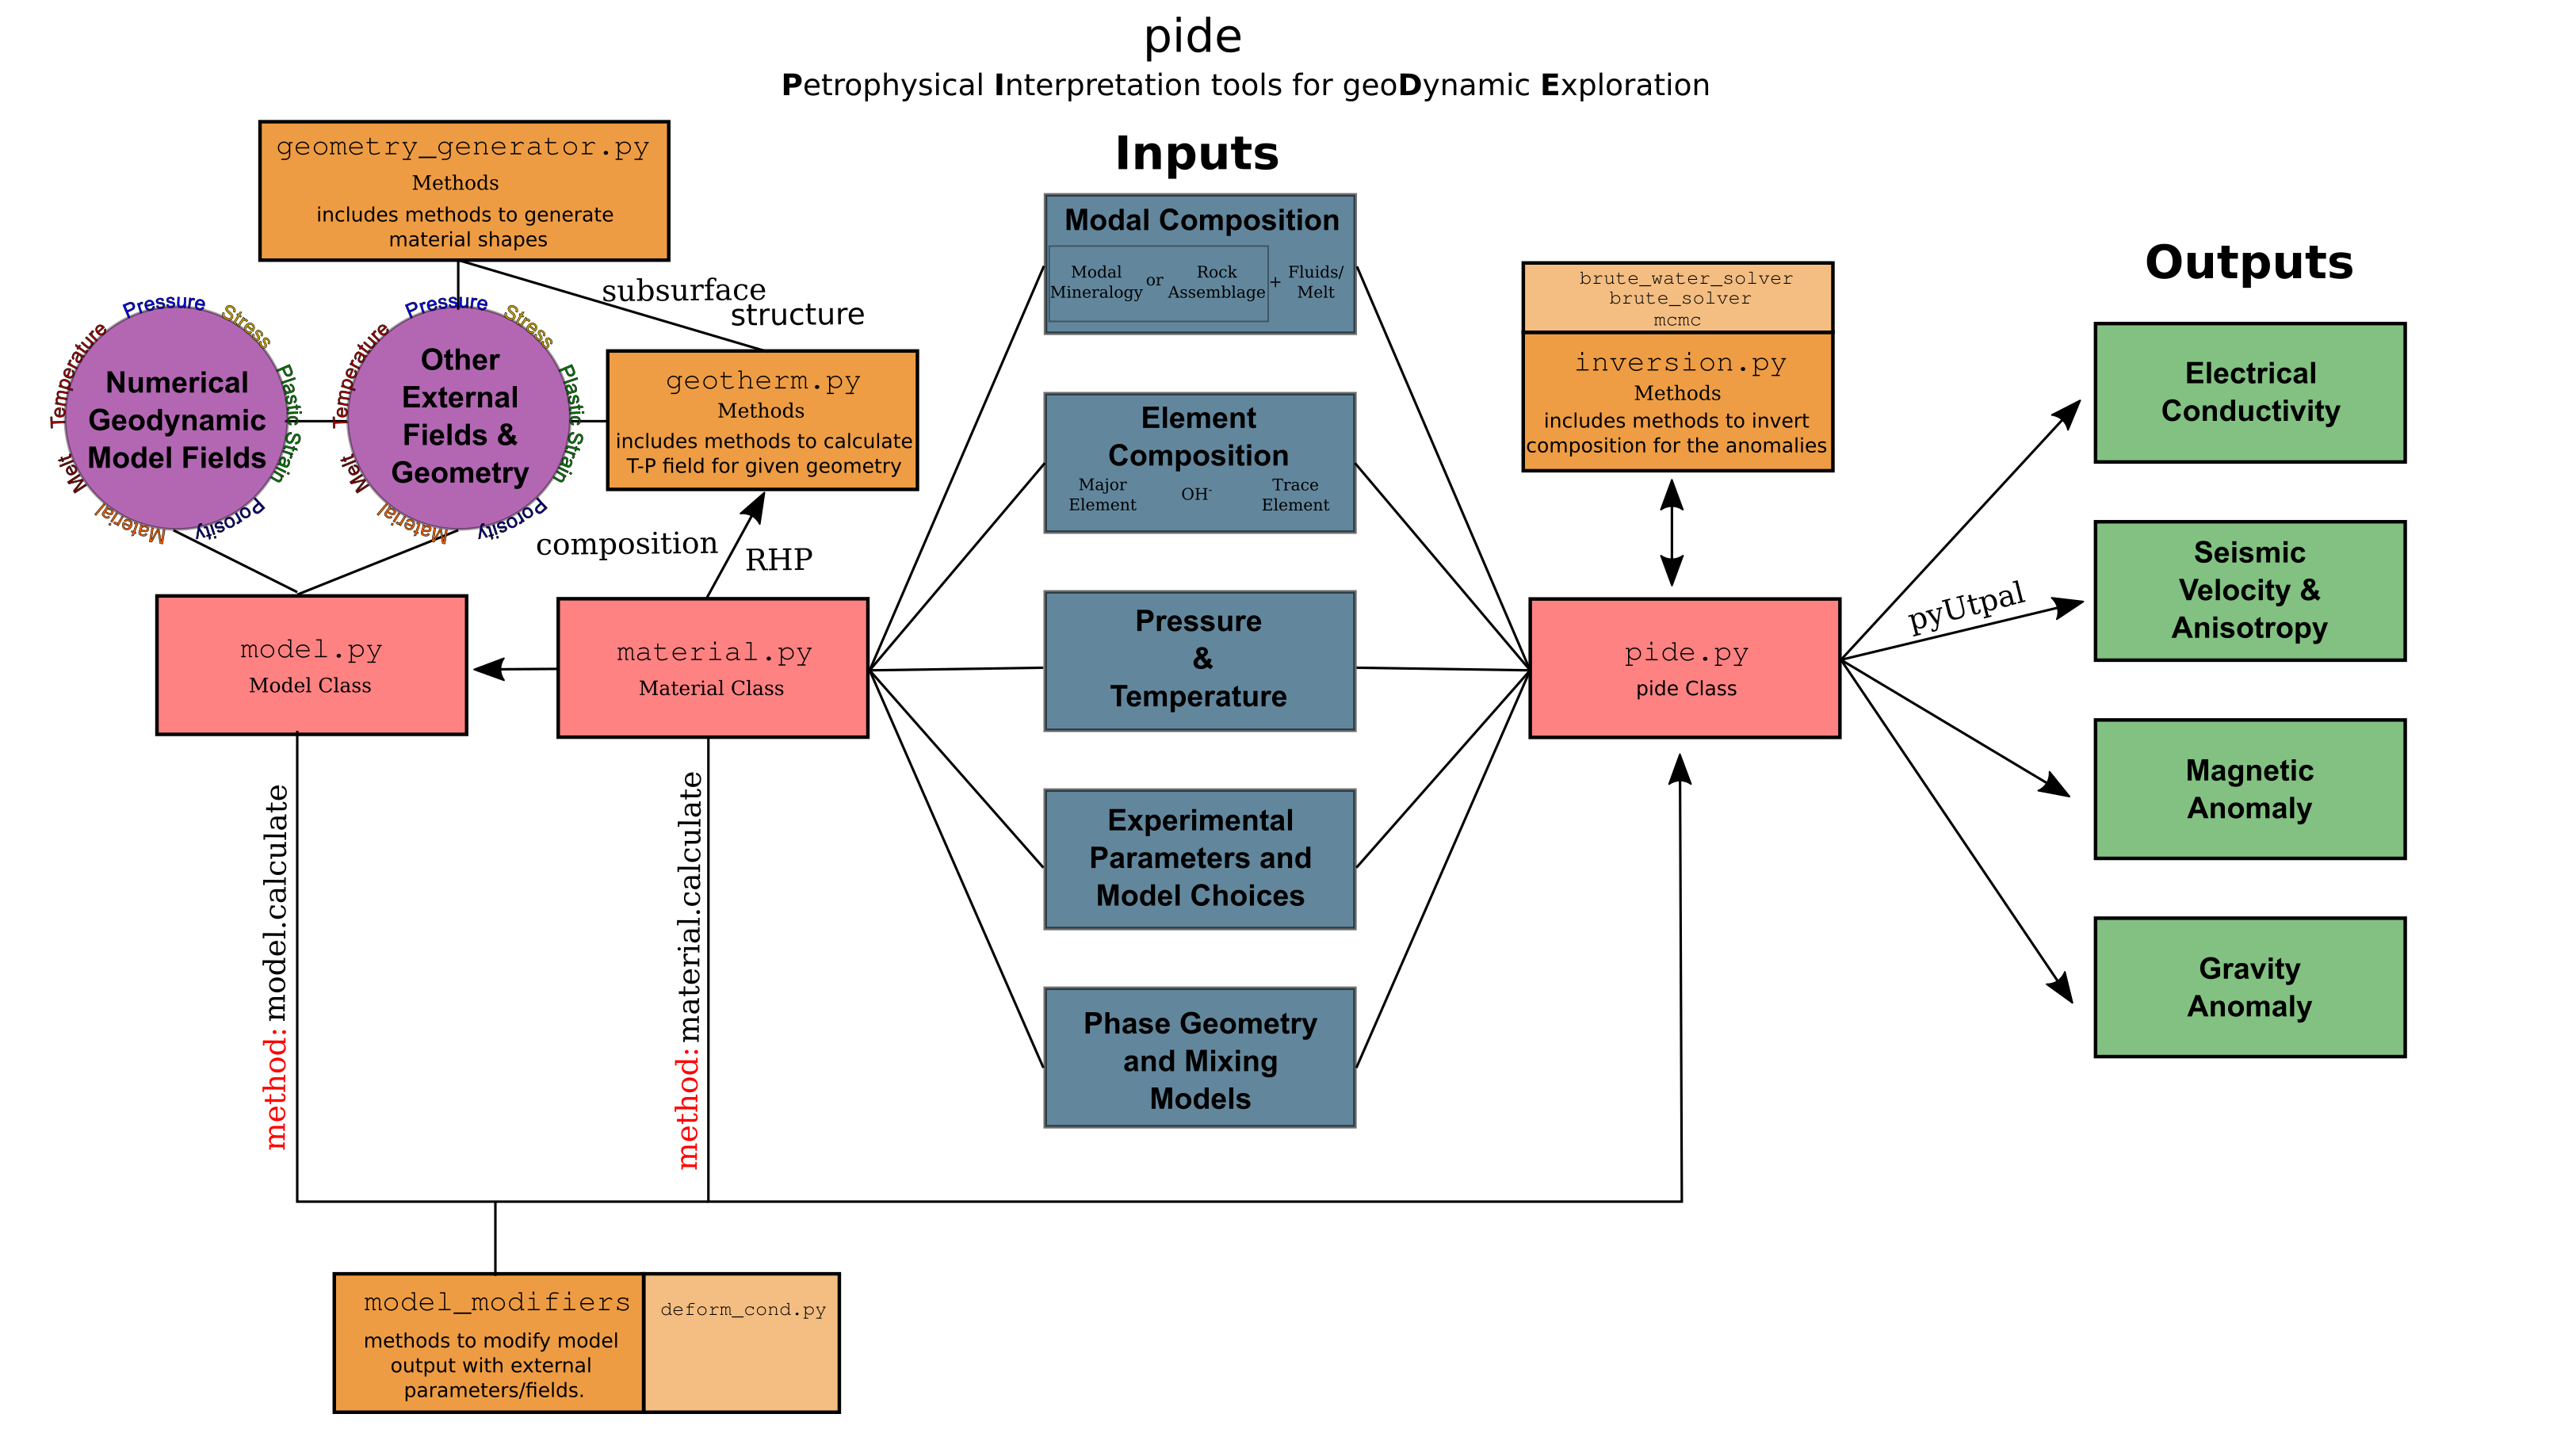 pide
Petrophysical Interpretation tools for geoDynamic Exploration
geometry_generator.py
Methods
includes methods to generate
material shapes
subsurface
structure
Pressure
Stress
Plastic Strain
Porosity
Material
Melt
Temperature
Numerical
Geodynamic
Model Fields
Pressure
Stress
Plastic Strain
Porosity
Material
Melt
Temperature
Other
External
Fields &
Geometry
geotherm.py
Methods
includes methods to calculate
T-P field for given geometry
composition
RHP
model.py
Model Class
material.py
Material Class
method: model.calculate
method: material.calculate
model_modifiers
methods to modify model
output with external
parameters/fields.
deform_cond.py
Inputs
Modal Composition
Modal
Mineralogy
or
Rock
Assemblage
+
Fluids/
Melt
Element
Composition
Major
Element
OH-
Trace
Element
Pressure
&
Temperature
Experimental
Parameters and
Model Choices
Phase Geometry
and Mixing
Models
brute_water_solver
brute_solver
mcmc
inversion.py
Methods
includes methods to invert
composition for the anomalies
pide.py
pide Class
pyUtpal
Outputs
Electrical
Conductivity
Seismic
Velocity &
Anisotropy
Magnetic
Anomaly
Gravity
Anomaly